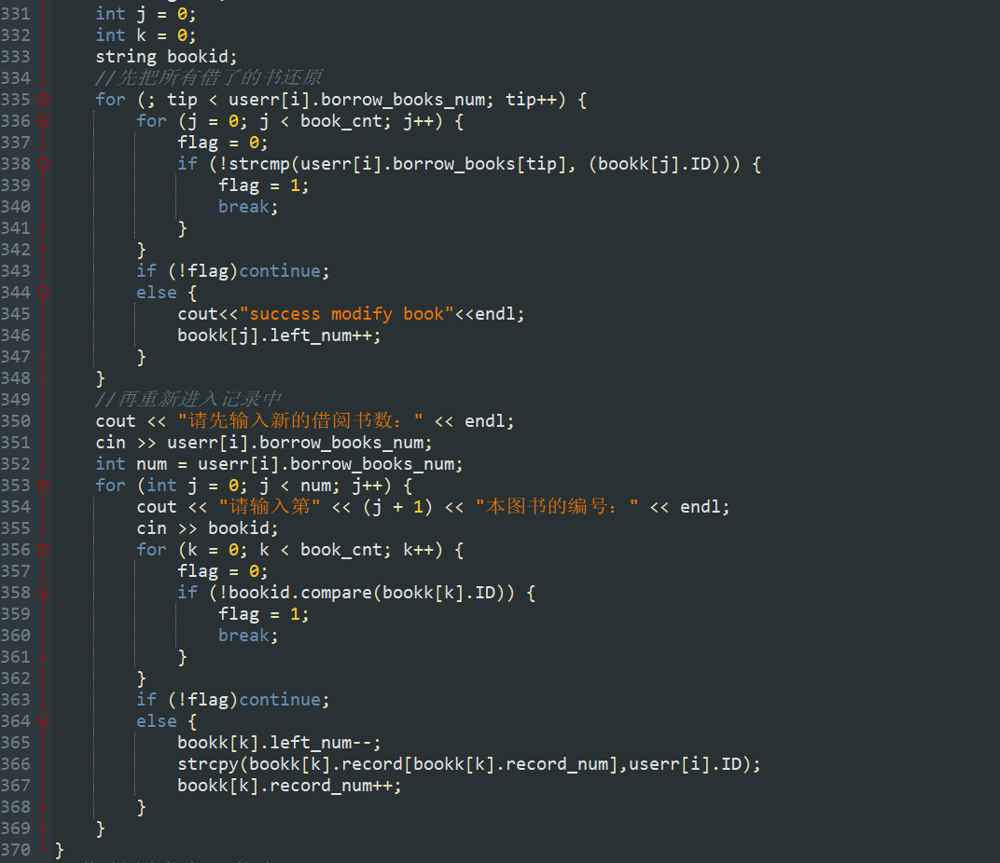 331 int j = 0;
332 int k = 0;
333 string bookid;
334 //先把所有借了的书还原
335 for (; tip < userr[i].borrow_books_num; tip++) {
336 for (j = 0; j < book_cnt; j++) {
337 flag = 0;
338 if (!strcmp(userr[i].borrow_books[tip], (bookk[j].ID))) {
339 flag = 1;
340 break;
341 }
342 }
343 if (!flag)continue;
344 else {
345 cout<<"success modify book"<<endl;
346 bookk[j].left_num++;
347 }
348 }
349 //再重新进入记录中
350 cout << "请先输入新的借阅书数：" << endl;
351 cin >> userr[i].borrow_books_num;
352 int num = userr[i].borrow_books_num;
353 for (int j = 0; j < num; j++) {
354 cout << "请输入第" << (j + 1) << "本图书的编号：" << endl;
355 cin >> bookid;
356 for (k = 0; k < book_cnt; k++) {
357 flag = 0;
358 if (!bookid.compare(bookk[k].ID)) {
359 flag = 1;
360 break;
361 }
362 }
363 if (!flag)continue;
364 else {
365 bookk[k].left_num--;
366 strcpy(bookk[k].record[bookk[k].record_num],userr[i].ID);
367 bookk[k].record_num++;
368 }
369 }
370 }